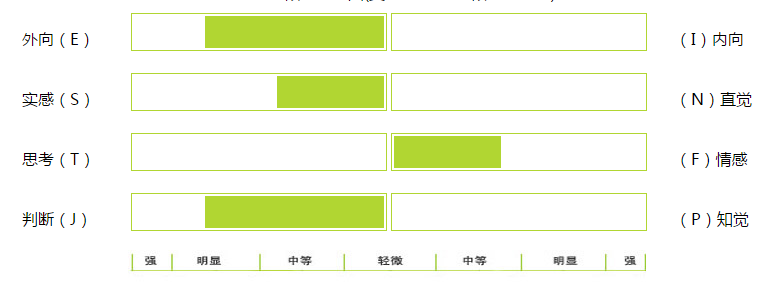 外向（E） （I）内向
实感（S） （N）直觉
思考（T） （F）情感
判断（J） （P）知觉
强 明显 中等 轻微 中等 明显 强